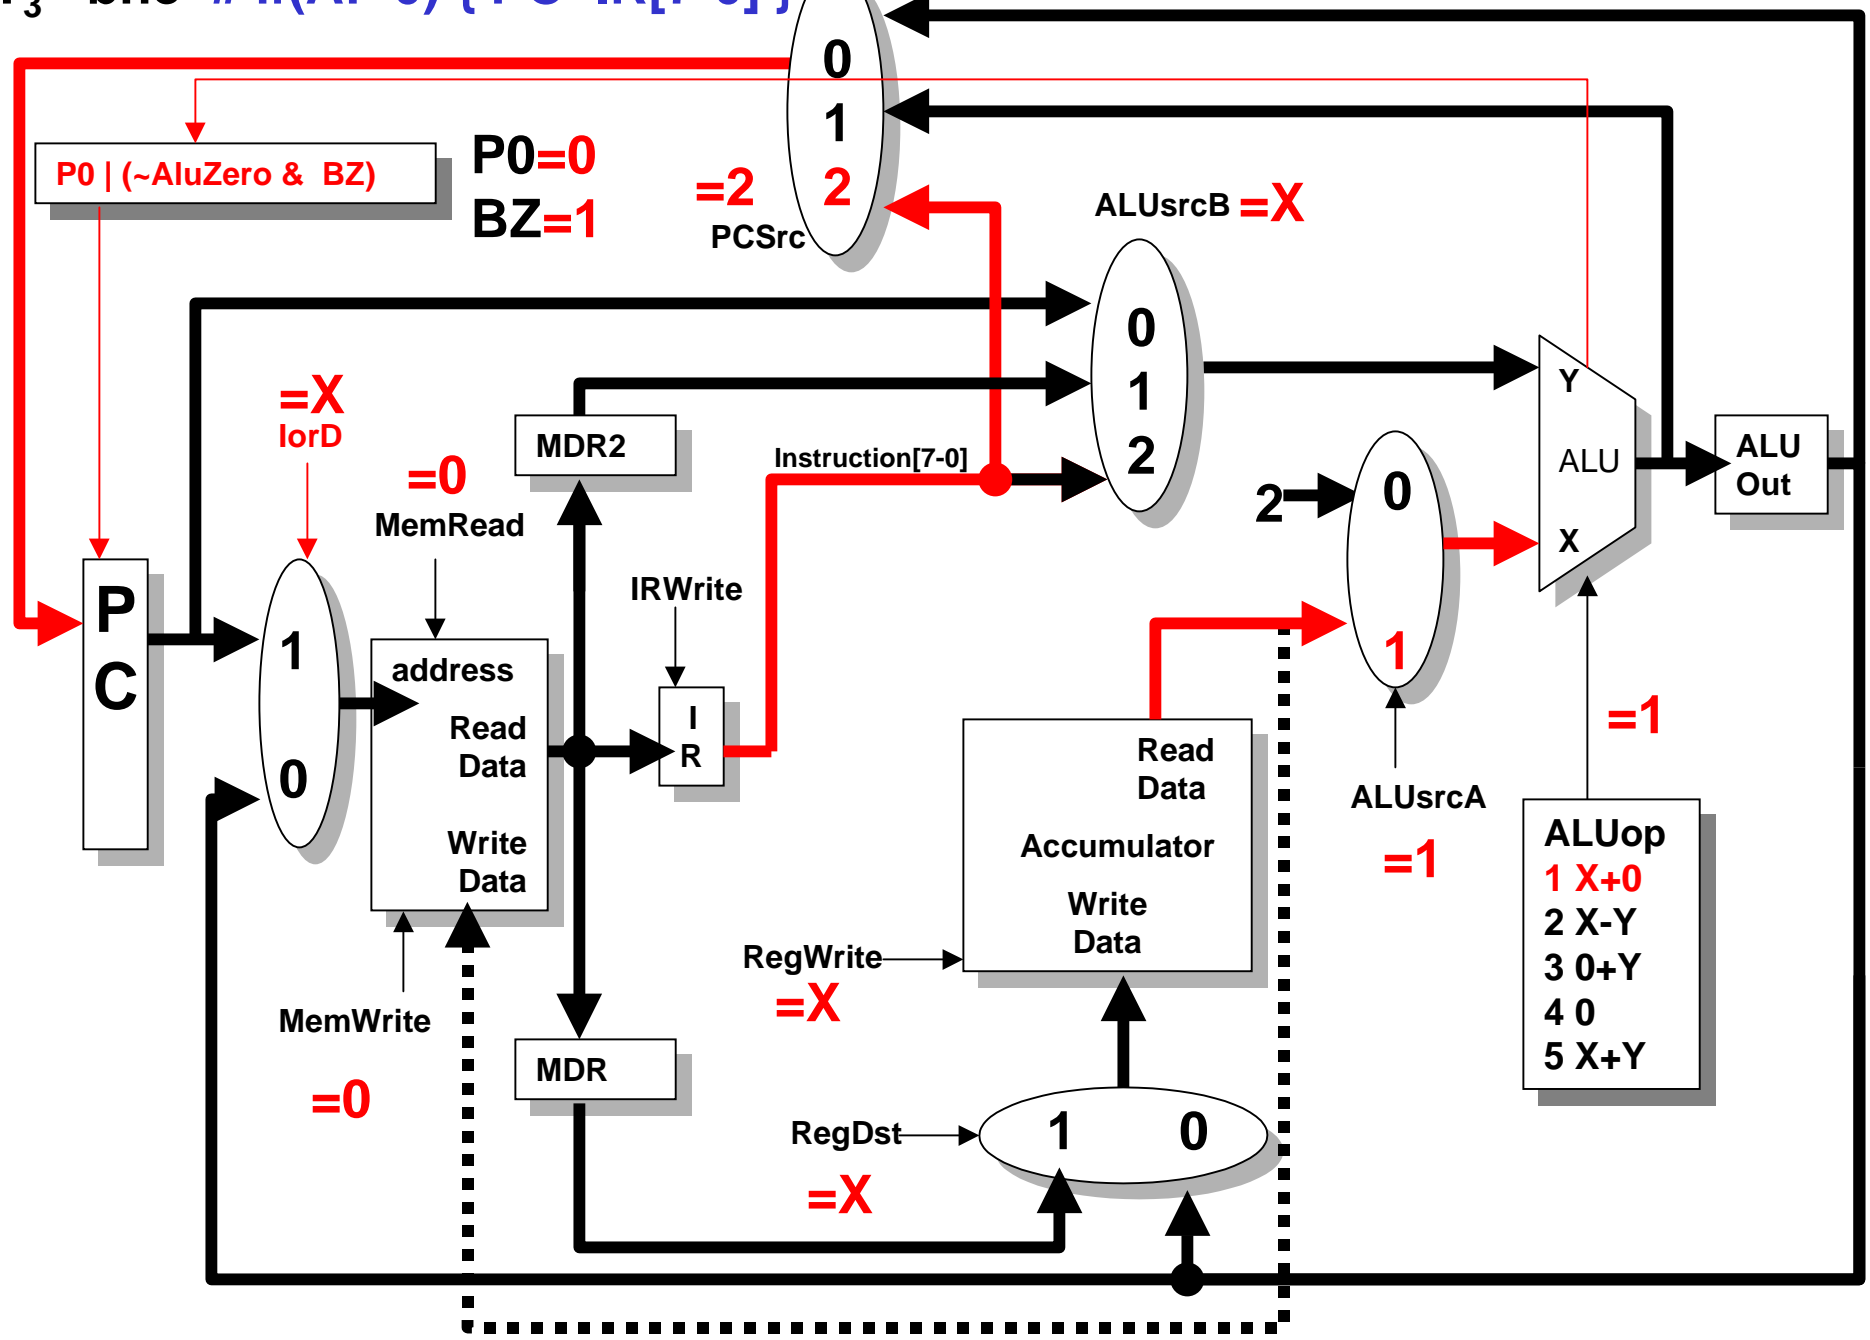 0
1
2
P0 | (~AluZero & BZ)
P0=0
BZ=1
=2
PCSrc
ALUsrcB =X
0
1
2
=X
IorD
=0
MemRead
MDR2
Instruction[7-0]
IRWrite
2
0
1
Y
ALU
X
ALU
Out
P
C
1
0
address
Read
Data
Write
Data
I
R
Read
Data
Accumulator
Write
Data
ALUsrcA
=1
=1
ALUop
1 X+0
2 X-Y
3 0+Y
4 0
5 X+Y
RegWrite
=X
MemWrite
=0
MDR
RegDst
=X
1 0